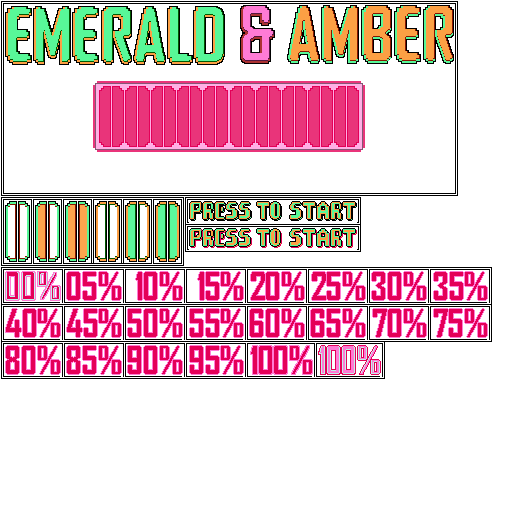 EMERALD & AMBER
PRESS TO START
PRESS TO START
00% 05% 10% 15% 20% 25% 30% 35%
40% 45% 50% 55% 60% 65% 70% 75%
80% 85% 90% 95% 100% 100%